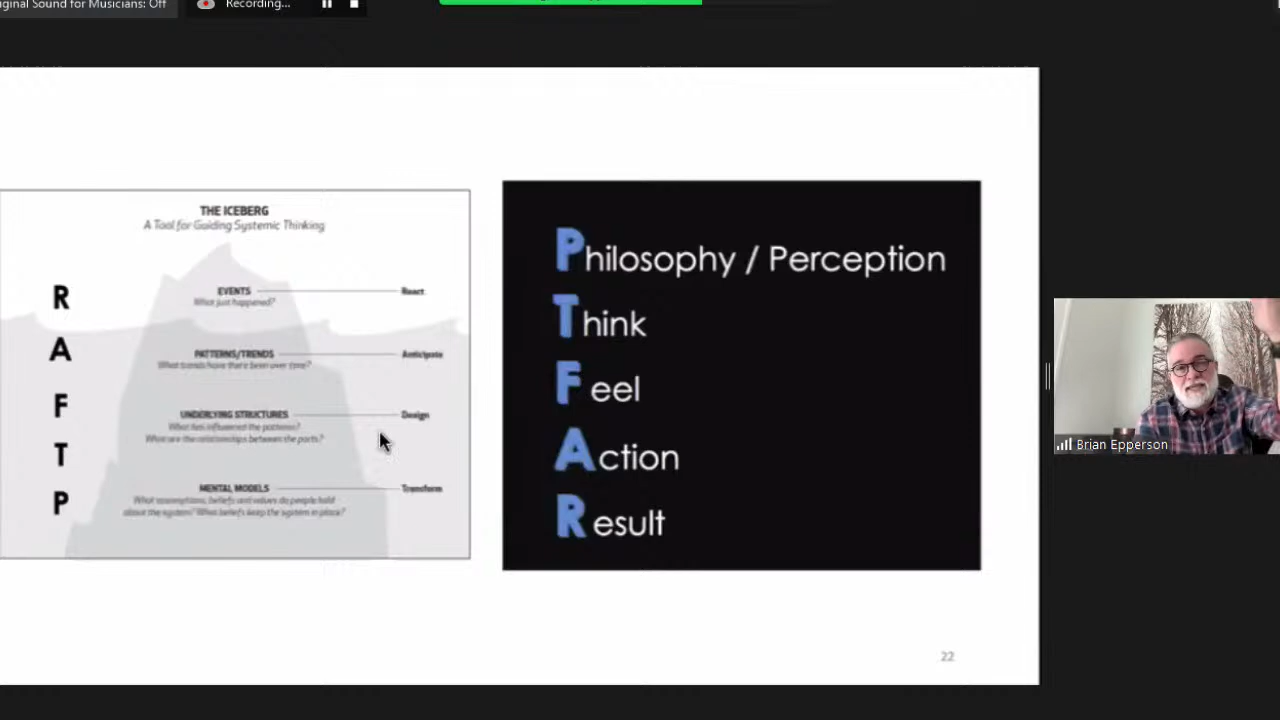 iginal Sound for Musicians: Off
Recording...
THE ICEBERG
A Tool for Guiding Systemic Thinking
R
EVENTS
React
What just happened?
A
PATTERNS/TRENDS
Anticipate
What trends have there been over time?
F
UNDERLYING STRUCTURES
Design
What has influenced the patterns?
What are the relationships between the parts?
T
MENTAL MODELS
Transform
P
What assumptions, beliefs and values do people hold
about the system? What beliefs keep the system in place?
Philosophy / Perception
Think
Feel
Action
Result
22
Brian Epperson